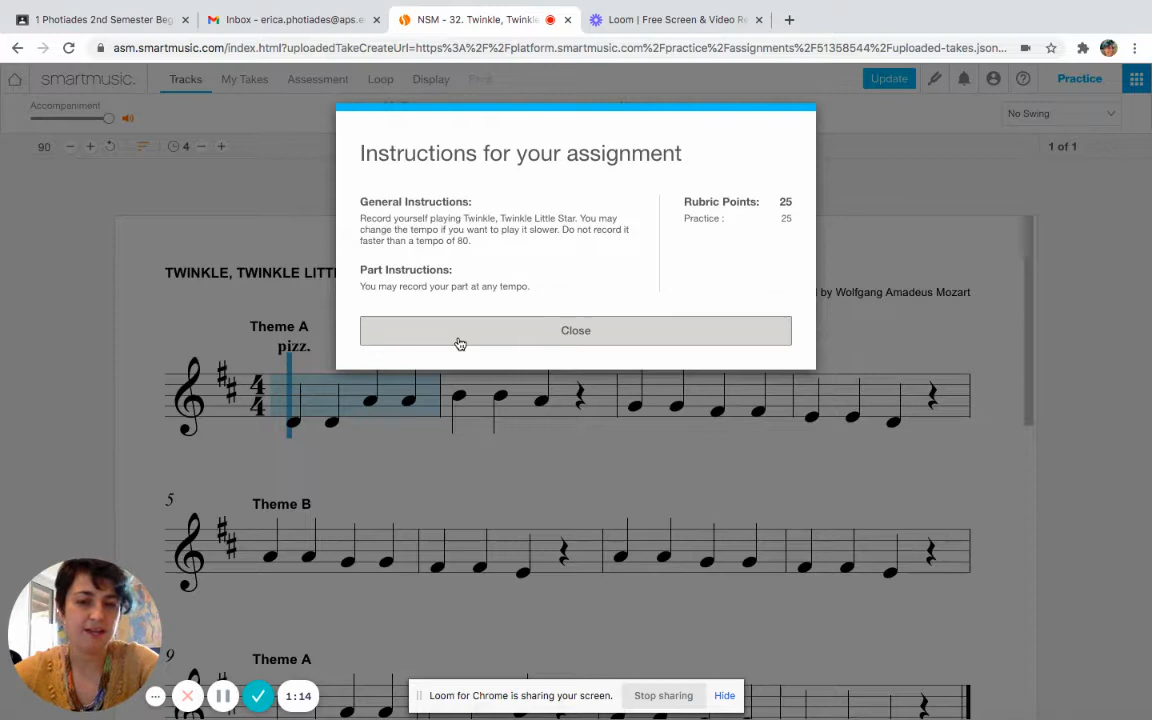 1 Photiades 2nd Semester Beg
Inbox - erica.photiades@aps.e
NSM - 32. Twinkle, Twinkle
Loom | Free Screen & Video Re
asm.smartmusic.com/index.html?uploadedTakeCreateUrl=https%3A%2F%2Fplatform.smartmusic.com%2Fpractice%2Fassignments%2F51358544%2Fuploaded-takes.json...
smartmusic. Tracks My Takes Assessment Loop Display Update Practice
Accompaniment
No Swing
90 4 1 of 1
Instructions for your assignment
General Instructions: Rubric Points: 25
Record yourself playing Twinkle, Twinkle Little Star. You may Practice : 25
change the tempo if you want to play it slower. Do not record it
faster than a tempo of 80.
Part Instructions:
You may record your part at any tempo.
Close
TWINKLE, TWINKLE LITTL
by Wolfgang Amadeus Mozart
Theme A
pizz.
4
4
5
Theme B
9
Theme A
1:14
Loom for Chrome is sharing your screen. Stop sharing Hide